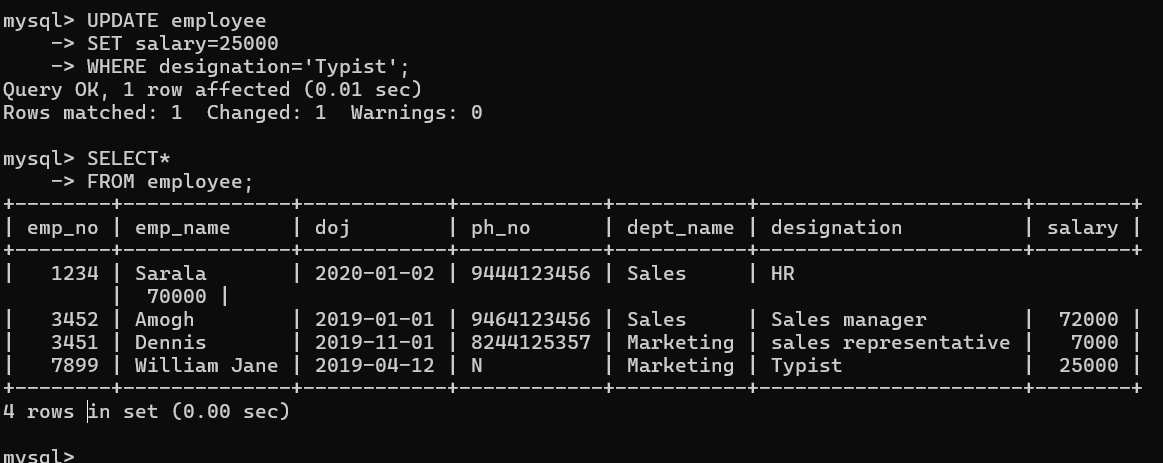 mysql> UPDATE employee
    -> SET salary=25000
    -> WHERE designation='Typist';
Query OK, 1 row affected (0.01 sec)
Rows matched: 1  Changed: 1  Warnings: 0

mysql> SELECT*
    -> FROM employee;
+--------+--------------+------------+------------+-----------+----------------------+--------+
| emp_no | emp_name     | doj        | ph_no      | dept_name | designation          | salary |
+--------+--------------+------------+------------+-----------+----------------------+--------+
|   1234 | Sarala       | 2020-01-02 | 9444123456 | Sales     | HR
         |  70000 |
|   3452 | Amogh        | 2019-01-01 | 9464123456 | Sales     | Sales manager        |  72000 |
|   3451 | Dennis       | 2019-11-01 | 8244125357 | Marketing | sales representative |   7000 |
|   7899 | William Jane | 2019-04-12 | N          | Marketing | Typist               |  25000 |
+--------+--------------+------------+------------+-----------+----------------------+--------+
4 rows in set (0.00 sec)

mysql>